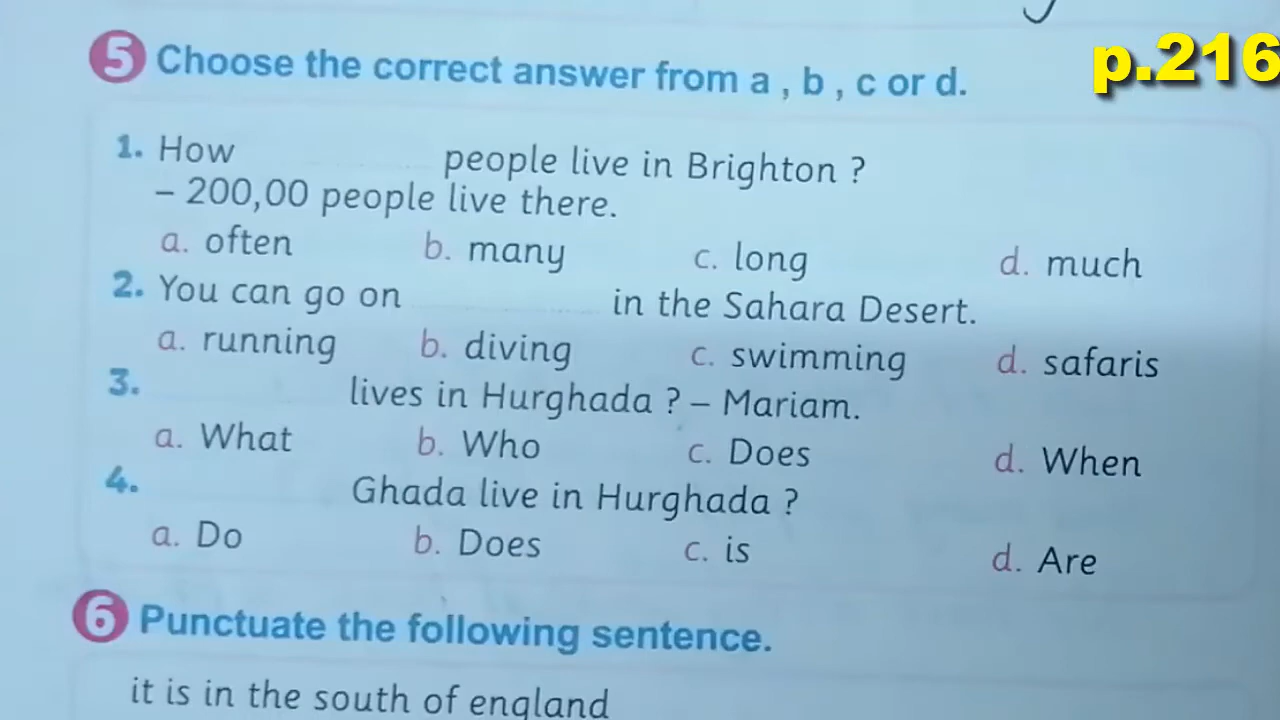 p.216
5 Choose the correct answer from a , b , c or d.
1. How ............ people live in Brighton ?
– 200,00 people live there.
a. often b. many c. long d. much
2. You can go on ............ in the Sahara Desert.
a. running b. diving c. swimming d. safaris
3. ............ lives in Hurghada ? – Mariam.
a. What b. Who c. Does d. When
4. ............ Ghada live in Hurghada ?
a. Do b. Does c. is d. Are
6 Punctuate the following sentence.
it is in the south of england